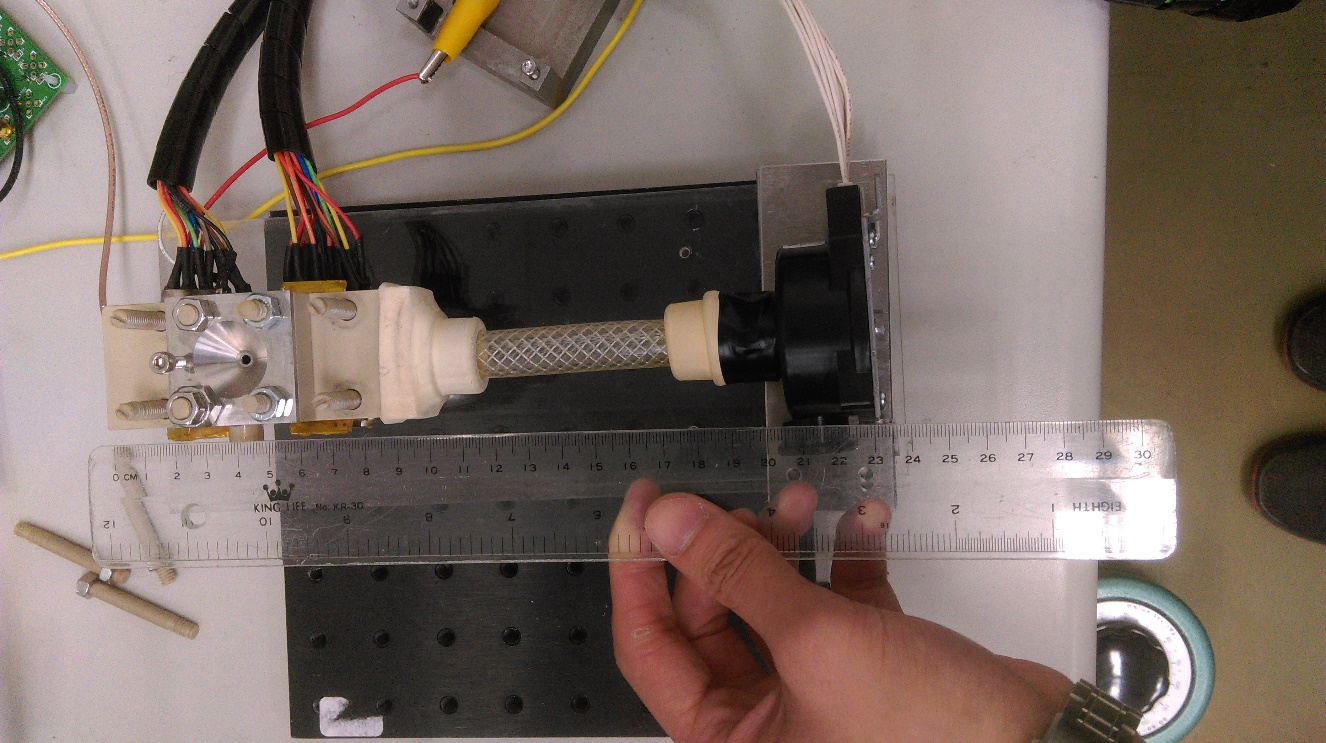 0 CM 1 2 3 4 5 6 7 8 9 10 11 12 13 14 15 16 17 18 19 20 21 22 23 24 25 26 27 28 29 30
KING LIFE No. KR-30
12 11 10 9 8 7 6 4 3 2 1 EIGHTH
16